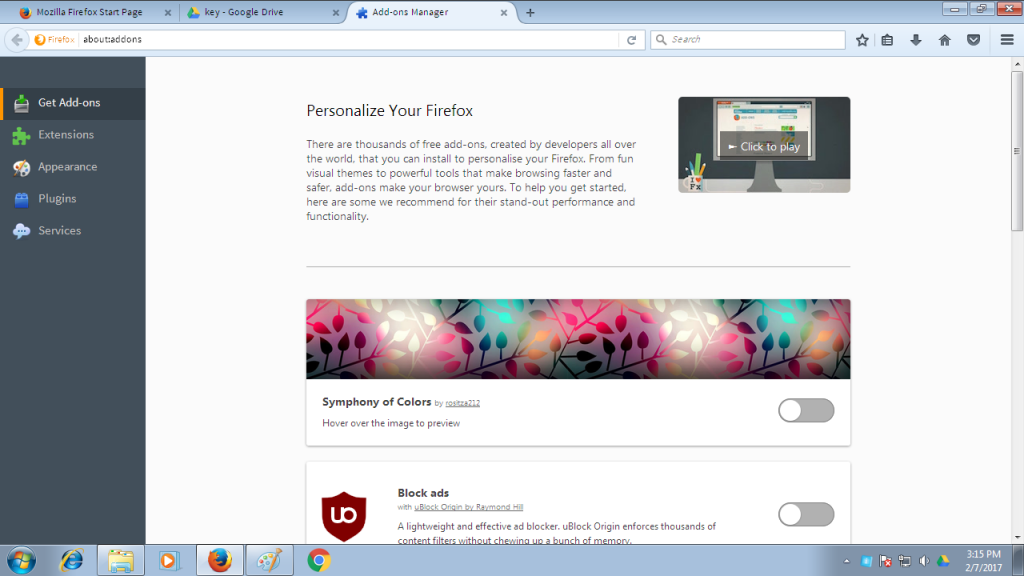 Mozilla Firefox Start Page
key - Google Drive
Add-ons Manager
Firefox
about:addons
Search
Get Add-ons
Extensions
Appearance
Plugins
Services
Personalize Your Firefox
There are thousands of free add-ons, created by developers all over
the world, that you can install to personalise your Firefox. From fun
visual themes to powerful tools that make browsing faster and
safer, add-ons make your browser yours. To help you get started,
here are some we recommend for their stand-out performance and
functionality.
► Click to play
I ♥
Fx
Symphony of Colors by rositza212
Hover over the image to preview
Block ads
with uBlock Origin by Raymond Hill
A lightweight and effective ad blocker. uBlock Origin enforces thousands of
content filters without chewing up a bunch of memory.
3:15 PM
2/7/2017